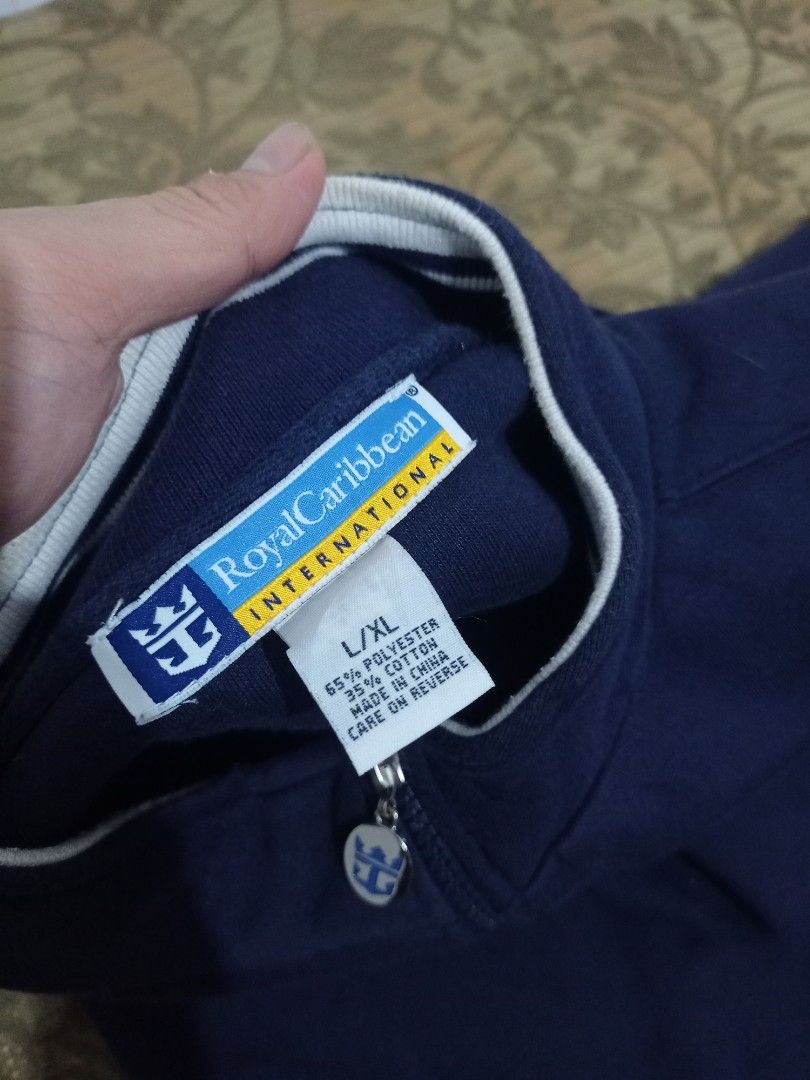 RoyalCaribbean®
INTERNATIONAL
L/XL
65% POLYESTER
35% COTTON
MADE IN CHINA
CARE ON REVERSE